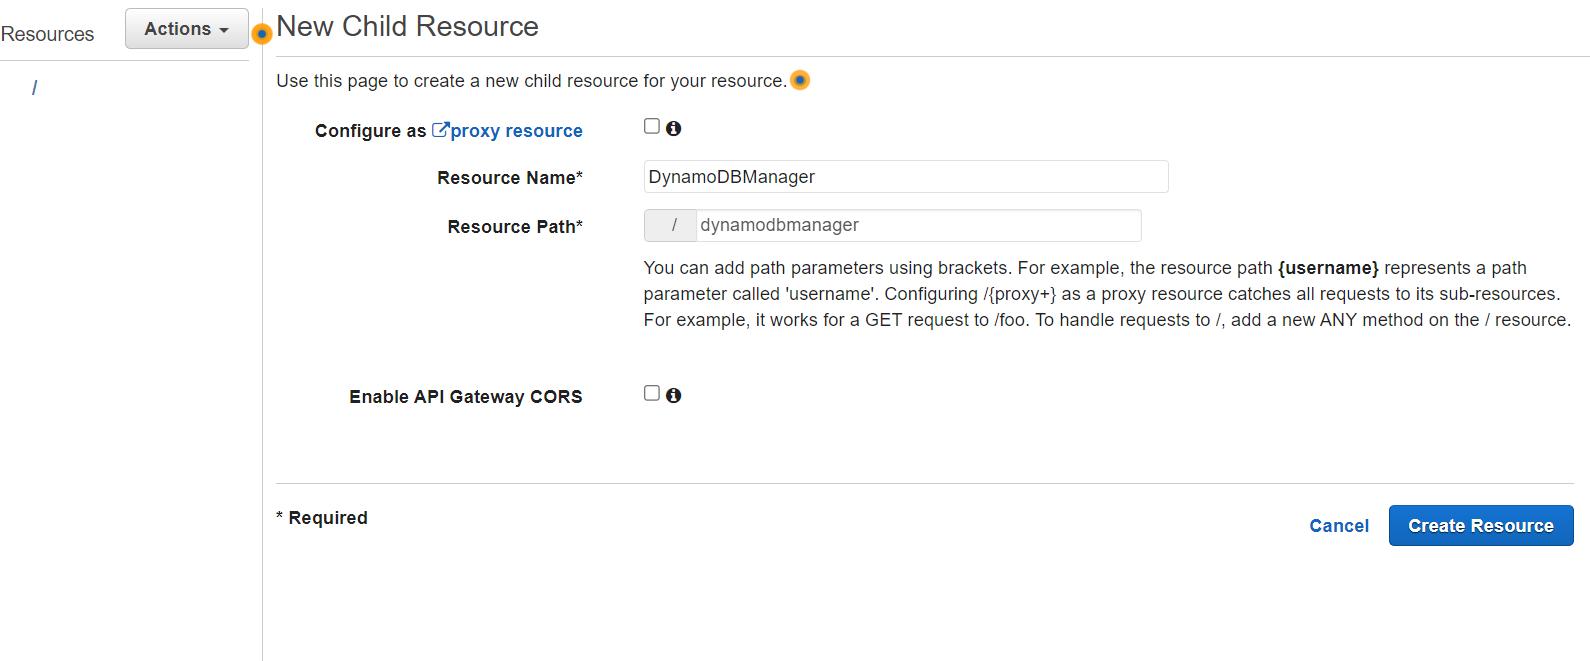 Resources
Actions
/
New Child Resource
Use this page to create a new child resource for your resource.
Configure as proxy resource
Resource Name*
DynamoDBManager
Resource Path*
/ dynamodbmanager
You can add path parameters using brackets. For example, the resource path {username} represents a path
parameter called 'username'. Configuring /{proxy+} as a proxy resource catches all requests to its sub-resources.
For example, it works for a GET request to /foo. To handle requests to /, add a new ANY method on the / resource.
Enable API Gateway CORS
* Required
Cancel
Create Resource